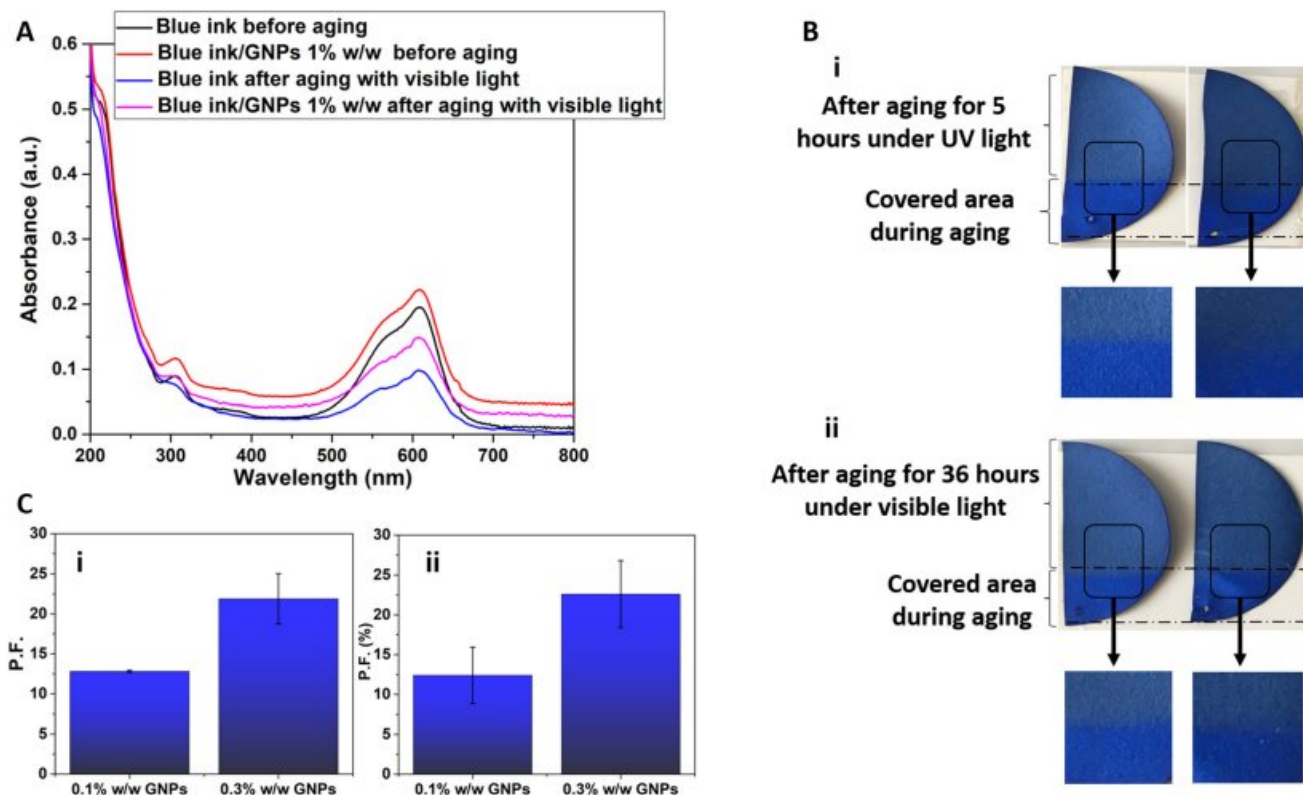 A
Blue ink before aging
Blue ink/GNPs 1% w/w before aging
Blue ink after aging with visible light
Blue ink/GNPs 1% w/w after aging with visible light
0.6
0.5
0.4
0.3
0.2
0.1
0.0
Absorbance (a.u.)
200 300 400 500 600 700 800
Wavelength (nm)
B
i
After aging for 5
hours under UV light
Covered area
during aging
ii
After aging for 36 hours
under visible light
Covered area
during aging
C
i
30
25
20
15
10
5
0
P.F.
0.1% w/w GNPs 0.3% w/w GNPs
ii
30
25
20
15
10
5
0
P.F. (%)
0.1% w/w GNPs 0.3% w/w GNPs